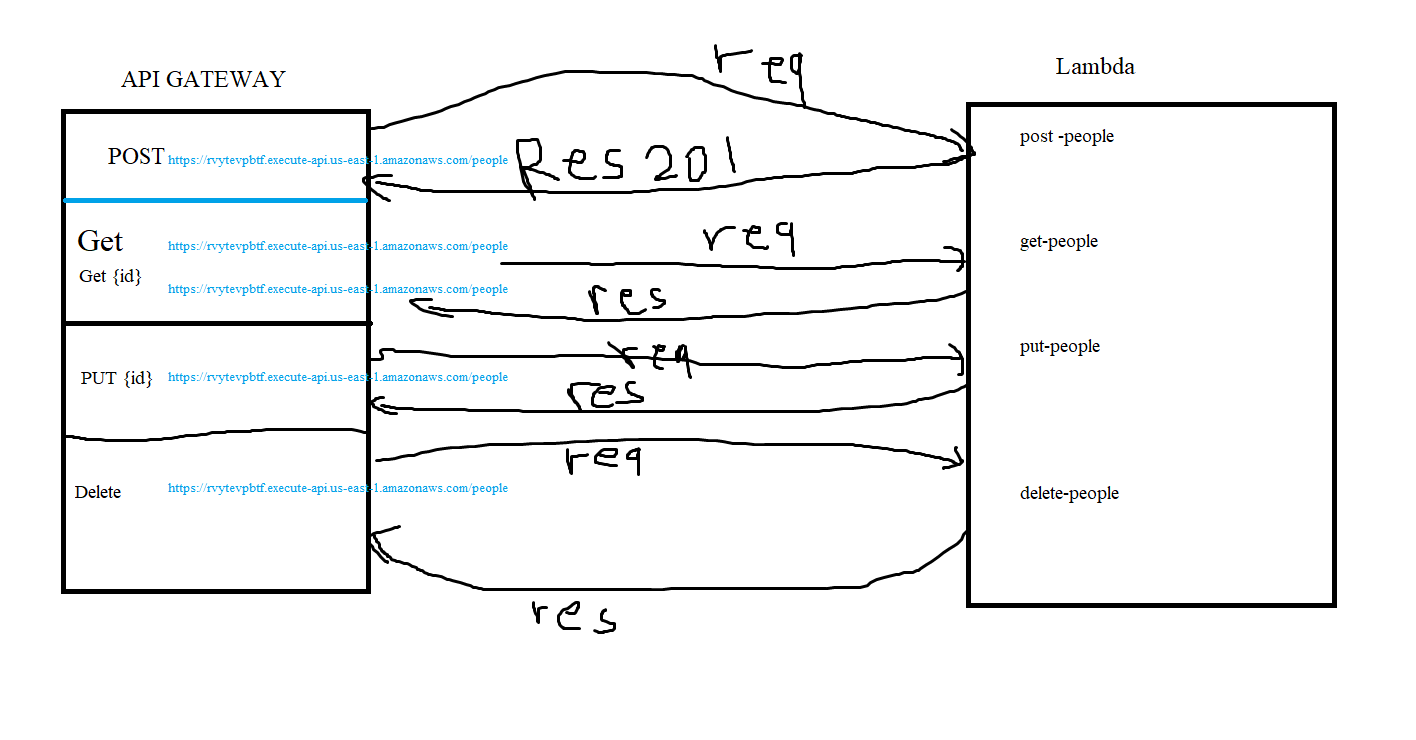 API GATEWAY
Lambda
req
POST https://rvytevpbtf.execute-api.us-east-1.amazonaws.com/people
Res 201
post -people
Get https://rvytevpbtf.execute-api.us-east-1.amazonaws.com/people
req
get-people
Get {id}
https://rvytevpbtf.execute-api.us-east-1.amazonaws.com/people
res
req
put-people
PUT {id} https://rvytevpbtf.execute-api.us-east-1.amazonaws.com/people
res
req
Delete https://rvytevpbtf.execute-api.us-east-1.amazonaws.com/people
delete-people
res